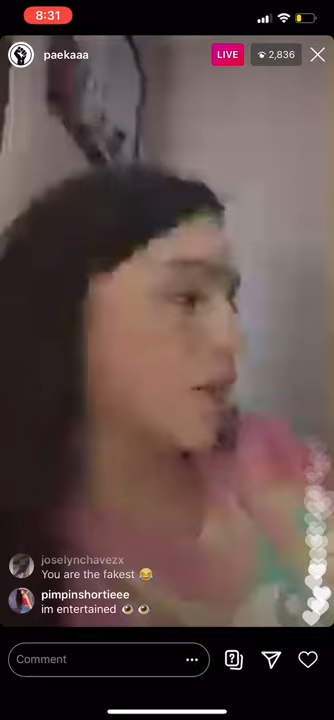 8:31
paekaaa
LIVE
2,836
joselynchavezx
You are the fakest 😂
pimpinshortieee
im entertained 👁️👁️
Comment